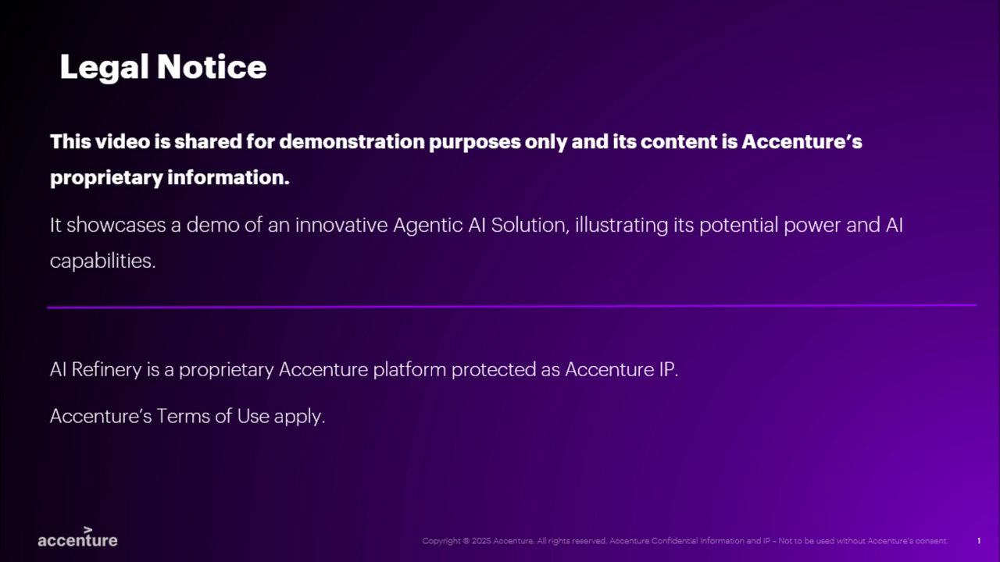 Legal Notice
This video is shared for demonstration purposes only and its content is Accenture’s
proprietary information.
It showcases a demo of an innovative Agentic AI Solution, illustrating its potential power and AI
capabilities.
AI Refinery is a proprietary Accenture platform protected as Accenture IP.
Accenture’s Terms of Use apply.
accenture
Copyright © 2025 Accenture. All rights reserved. Accenture Confidential Information and IP – Not to be used without Accenture’s consent.
1